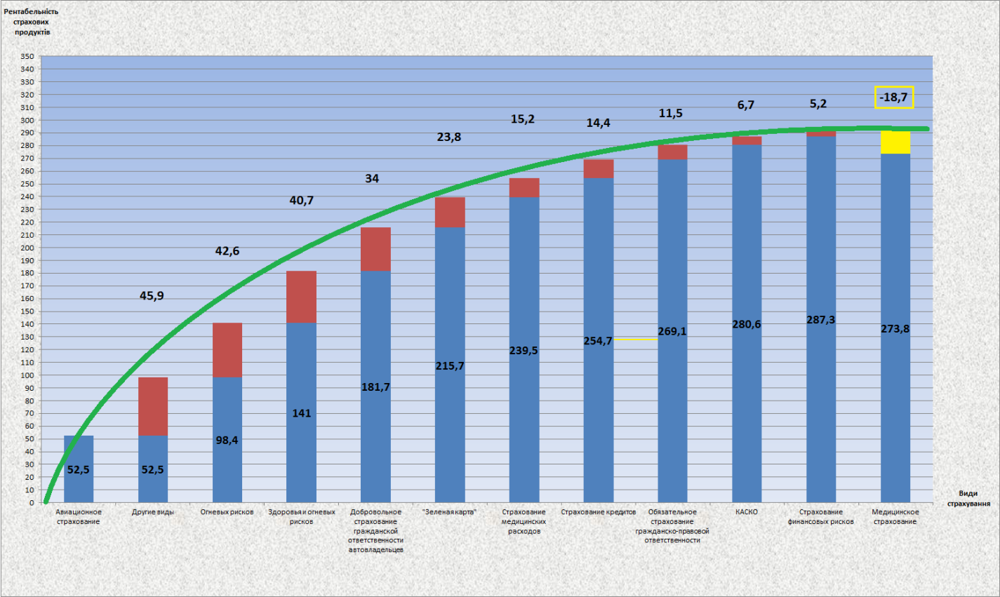 Рентабельність
страхових
продуктів
350
340
330
320
310
300
290
280
270
260
250
240
230
220
210
200
190
180
170
160
150
140
130
120
110
100
90
80
70
60
50
40
30
20
10
0
52,5
45,9
52,5
42,6
98,4
40,7
141
34
181,7
23,8
215,7
15,2
239,5
14,4
254,7
11,5
269,1
6,7
280,6
5,2
287,3
-18,7
273,8
Авиационное
страхование
Другие виды
Огневых рисков
Здоровья и огневых
рисков
Добровольное
страхование
гражданской
ответственности
автовладельцев
"Зеленая карта"
Страхование
медицинских
расходов
Страхование кредитов
Обязательное
страхование
гражданско-правовой
ответственности
КАСКО
Страхование
финансовых рисков
Медицинское
страхование
Види
страхування